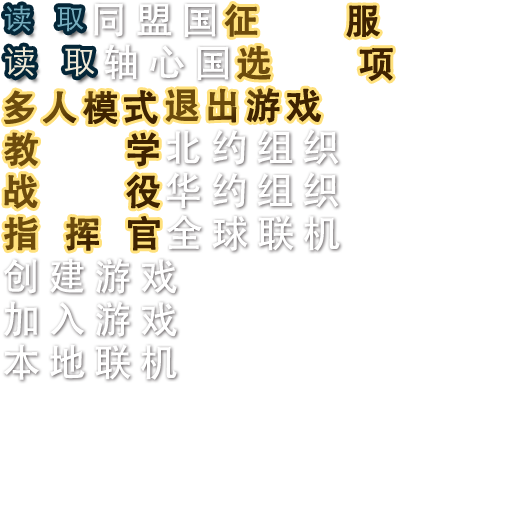 读 取 同 盟 国 征 服
读 取 轴 心 国 选 项
多 人 模 式 退 出 游 戏
教 学 北 约 组 织
战 役 华 约 组 织
指 挥 官 全 球 联 机
创 建 游 戏
加 入 游 戏
本 地 联 机